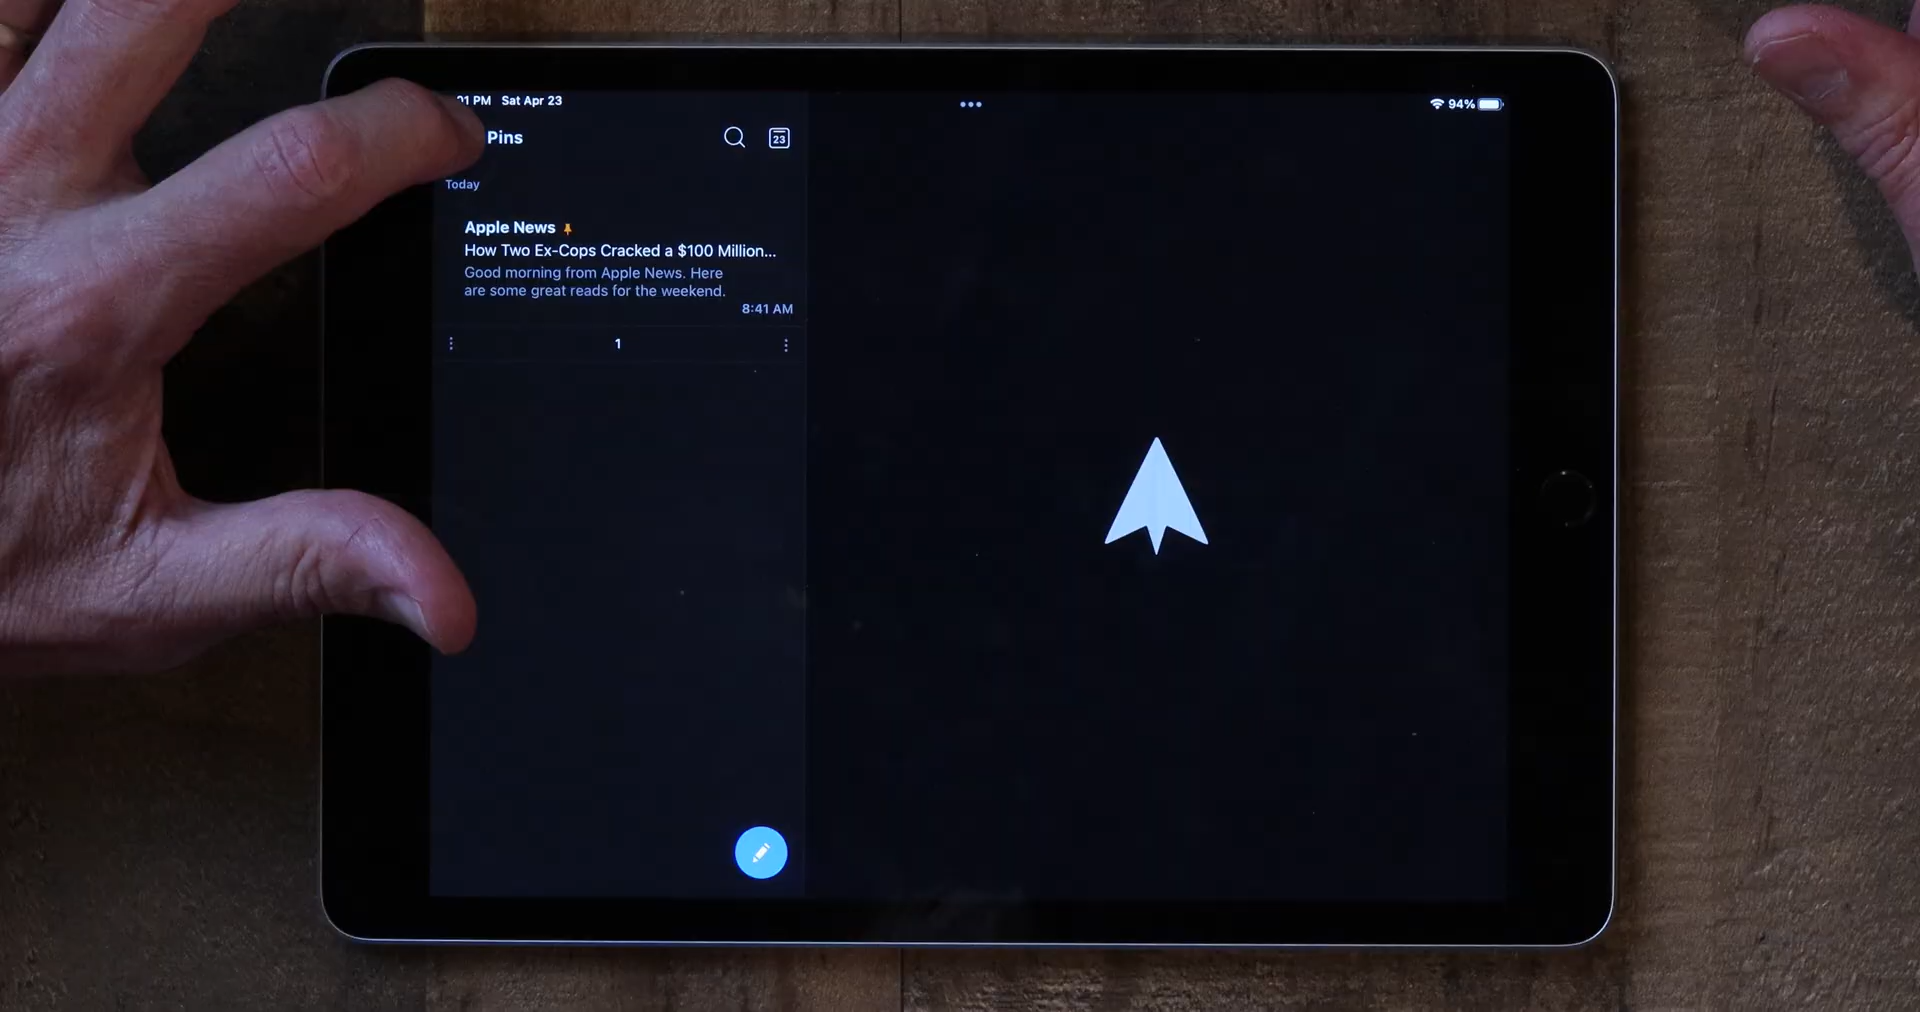 01 PM Sat Apr 23
94%
Pins
23
Today
Apple News
How Two Ex-Cops Cracked a $100 Million...
Good morning from Apple News. Here
are some great reads for the weekend.
8:41 AM
1